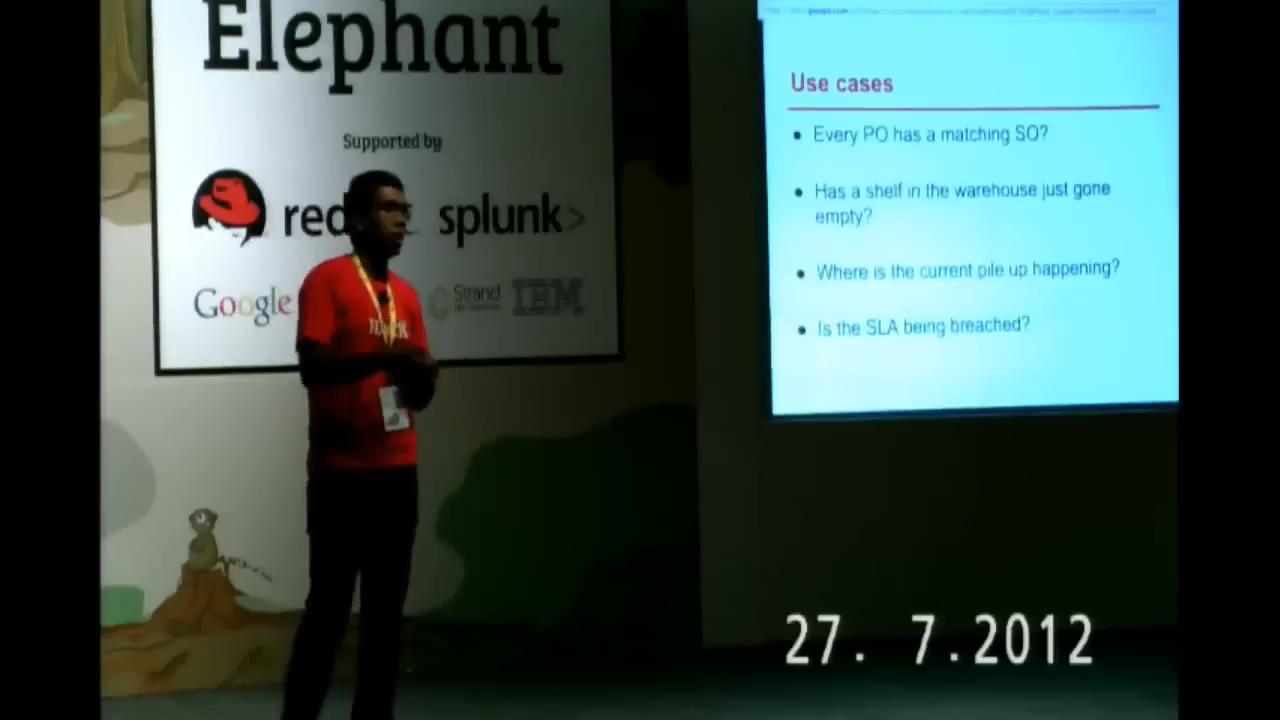 Elephant
Supported by
red
splunk>
Google
Strand
IBM
Use cases
• Every PO has a matching SO?
• Has a shelf in the warehouse just gone
empty?
• Where is the current pile up happening?
• Is the SLA being breached?
27. 7.2012